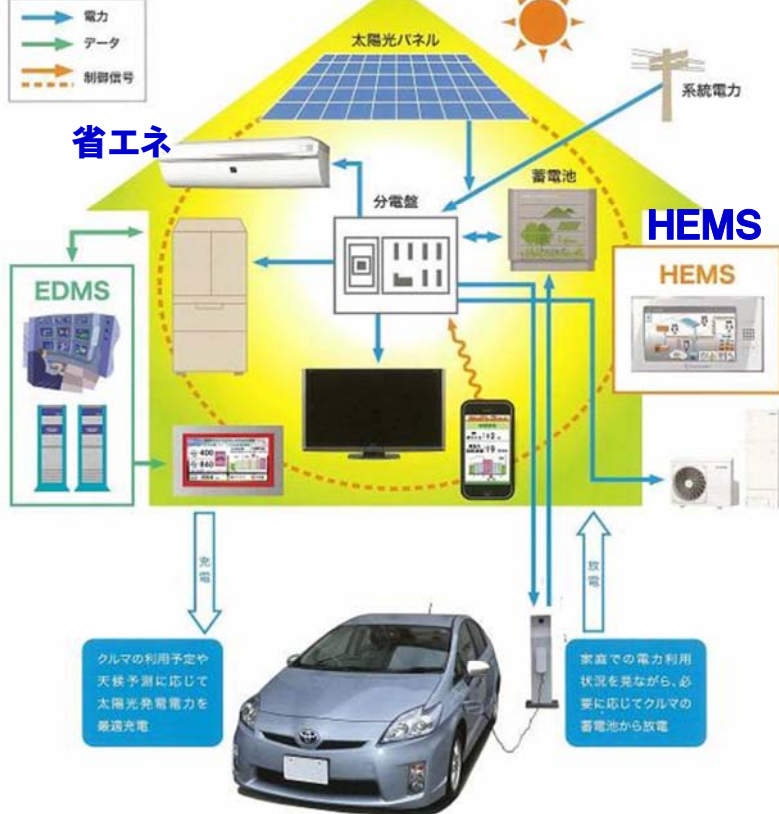 電力
データ
制御信号
太陽光パネル
系統電力
省エネ
分電盤
蓄電池
HEMS
HEMS
EDMS
充電
放電
クルマの利用予定や
天候予測に応じて
太陽光発電電力を
最適充電
家庭での電力利用
状況を見ながら、必
要に応じてクルマの
蓄電池から放電